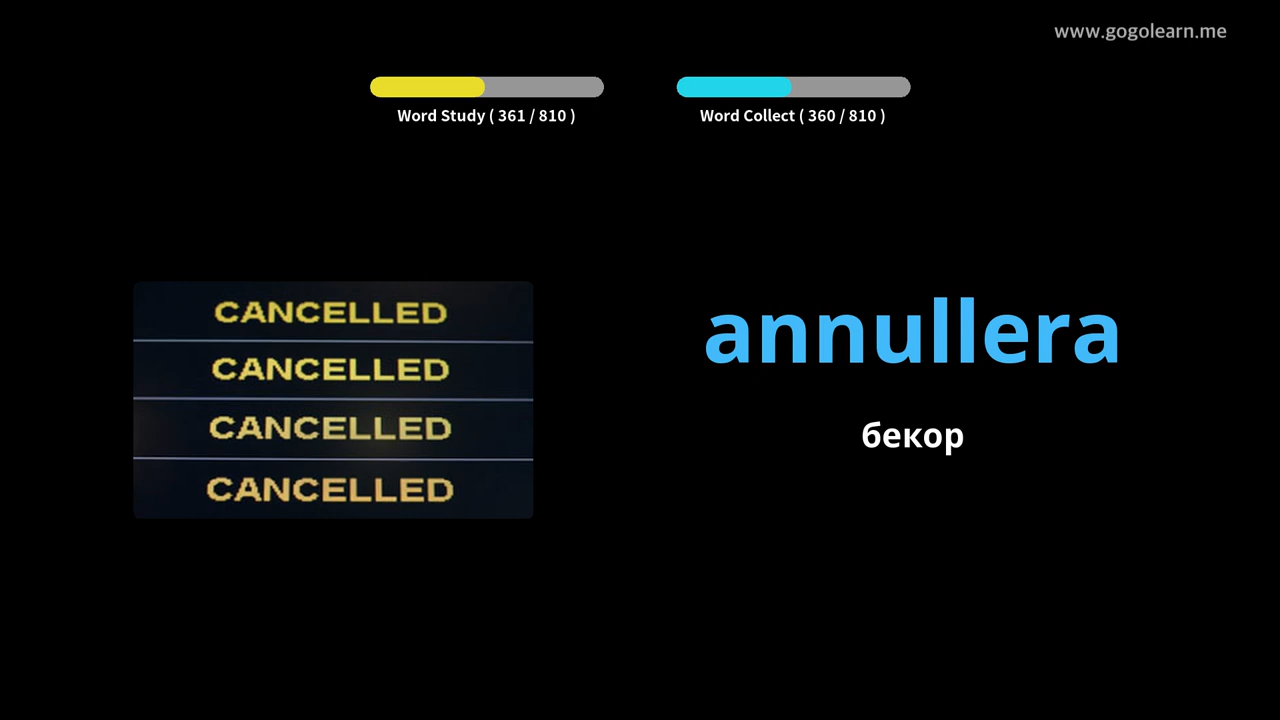 www.gogolearn.me
Word Study ( 361 / 810 )
Word Collect ( 360 / 810 )
CANCELLED
CANCELLED
CANCELLED
CANCELLED
annullera
бекор